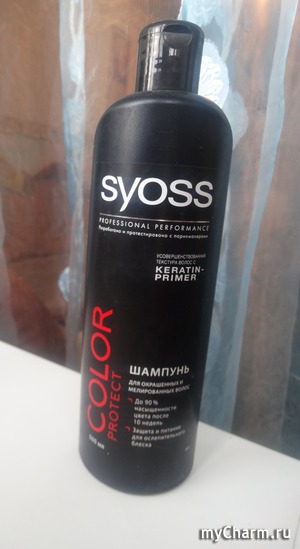 SYOSS
PROFESSIONAL PERFORMANCE
Разработано и протестировано с парикмахерами
УСОВЕРШЕНСТВОВАННАЯ
ТЕКСТУРА ВОЛОС С
KERATIN-
PRIMER
COLOR
PROTECT
500 мл
ШАМПУНЬ
ДЛЯ ОКРАШЕННЫХ И
МЕЛИРОВАННЫХ ВОЛОС
До 90 %
насыщенности
цвета после
10 недель
Защита и питание
для ослепительного
блеска
myCharm.ru